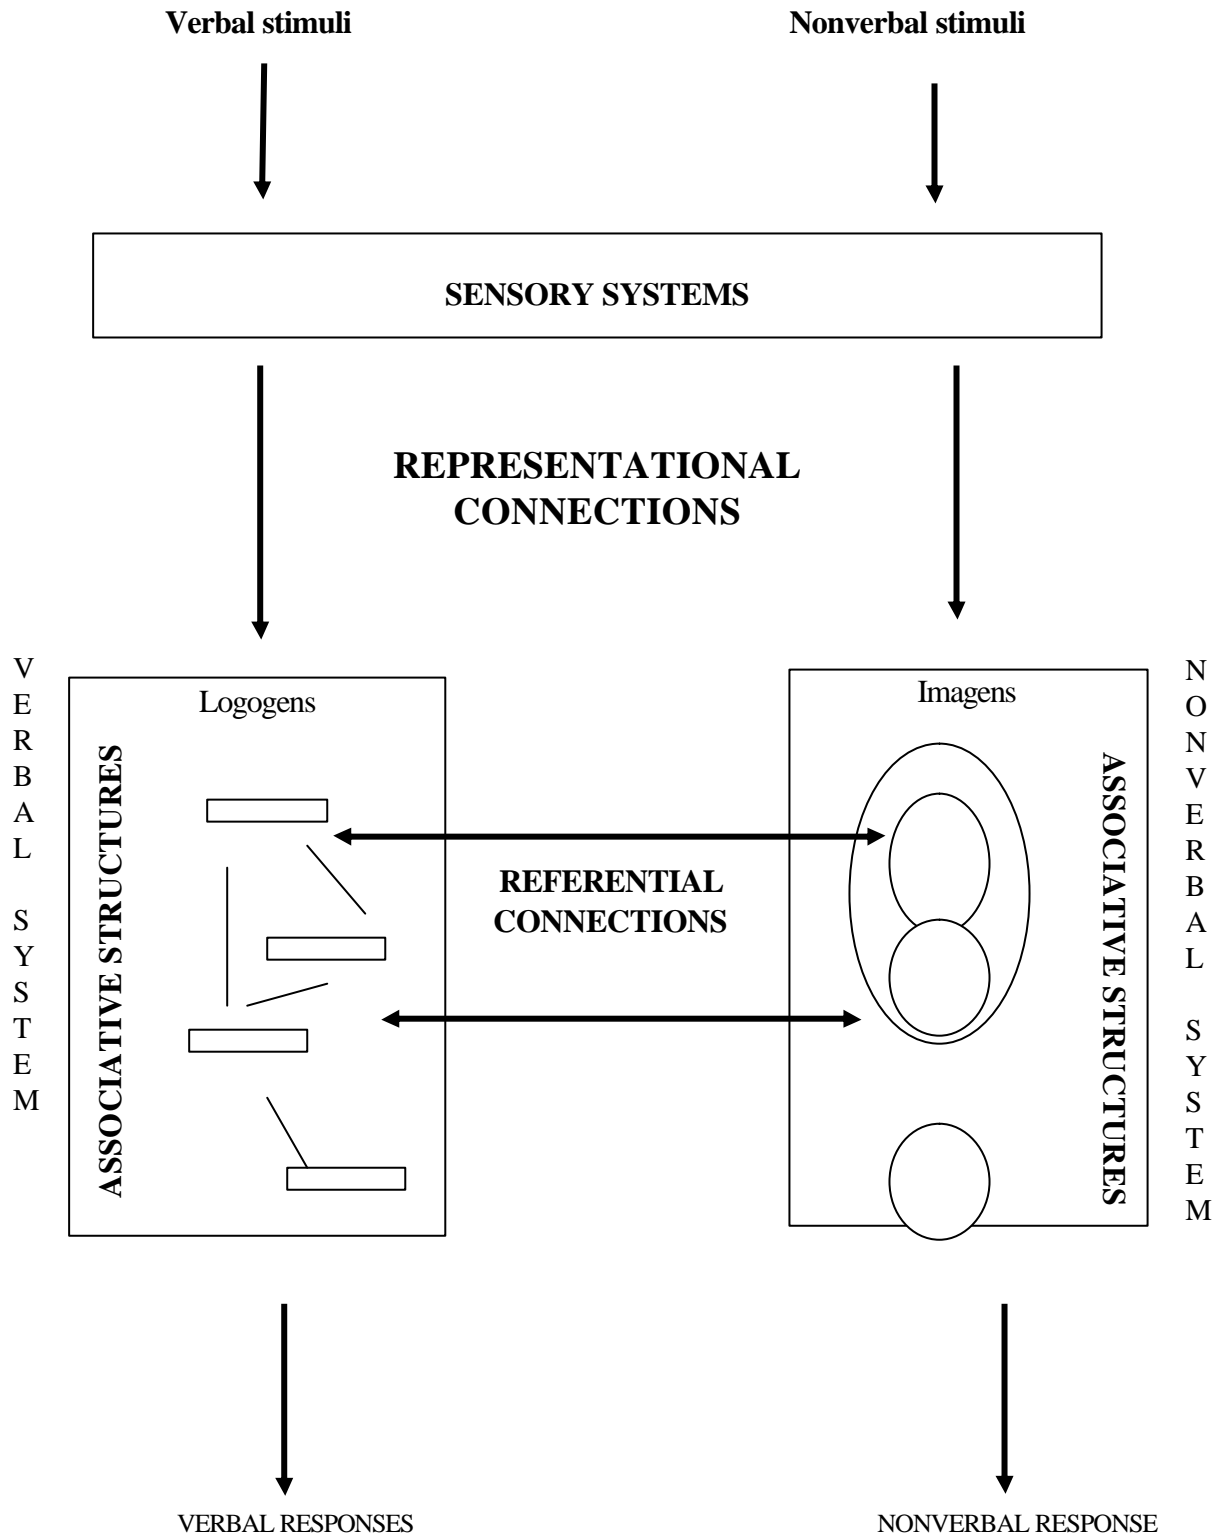 Verbal stimuli
Nonverbal stimuli
SENSORY SYSTEMS
REPRESENTATIONAL
CONNECTIONS
VERBAL SYSTEM
Logogens
ASSOCIATIVE STRUCTURES
REFERENTIAL
CONNECTIONS
Imagens
ASSOCIATIVE STRUCTURES
NONVERBAL SYSTEM
VERBAL RESPONSES
NONVERBAL RESPONSE